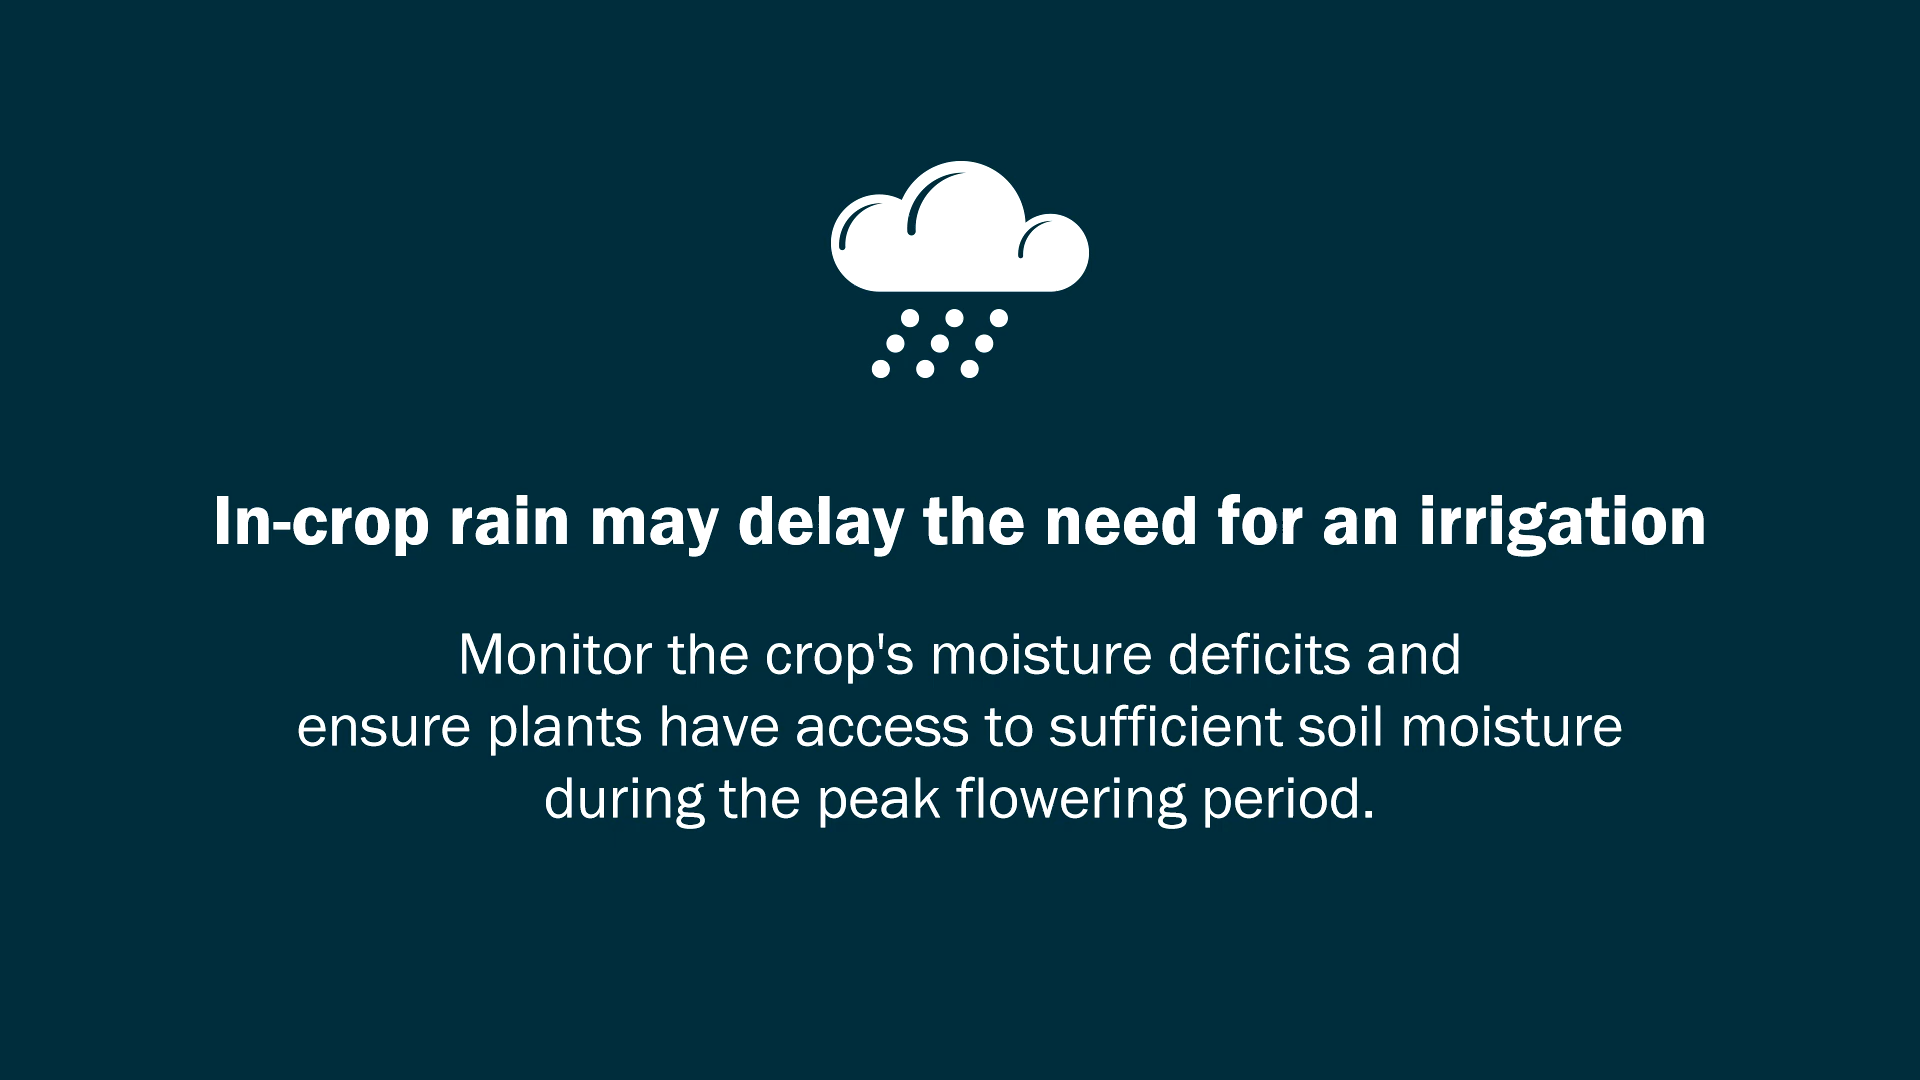 In-crop rain may delay the need for an irrigation
Monitor the crop's moisture deficits and
ensure plants have access to sufficient soil moisture
during the peak flowering period.